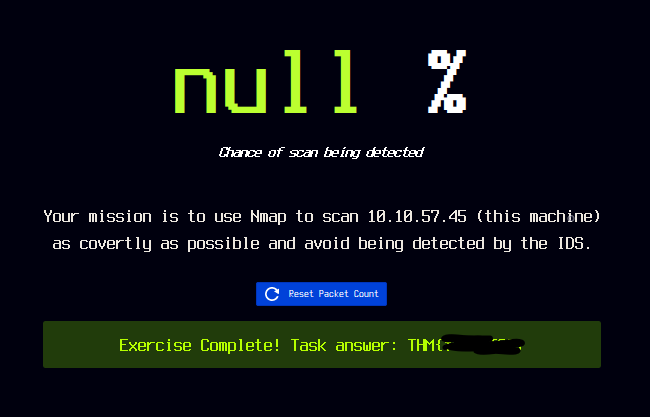 null %
Chance of scan being detected
Your mission is to use Nmap to scan 10.10.57.45 (this machine)
as covertly as possible and avoid being detected by the IDS.
Reset Packet Count
Exercise Complete! Task answer: THM{